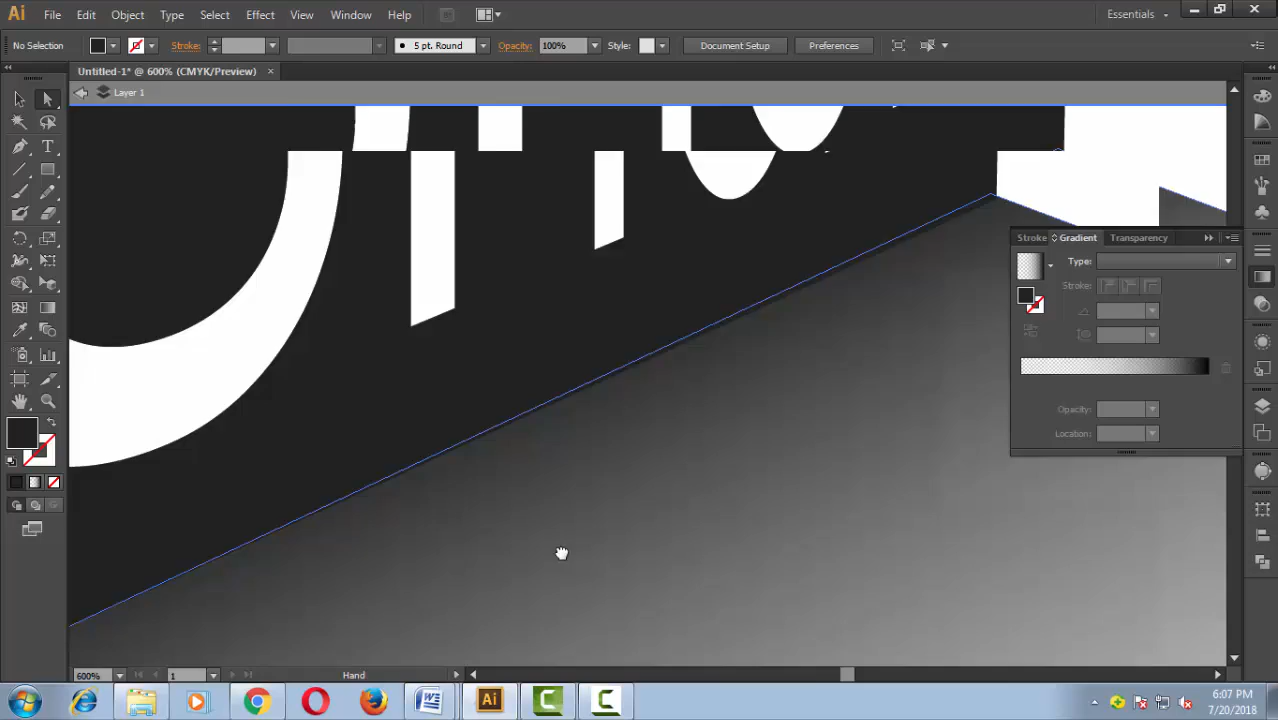 Ai File Edit Object Type Select Effect View Window Help Essentials
No Selection Stroke: 5 pt. Round Opacity: 100% Style: Document Setup Preferences
Untitled-1* @ 600% (CMYK/Preview)
Layer 1
Stroke Gradient Transparency
Type:
Stroke:
Opacity:
Location:
600% 1 Hand
Ai
6:07 PM
7/20/2018